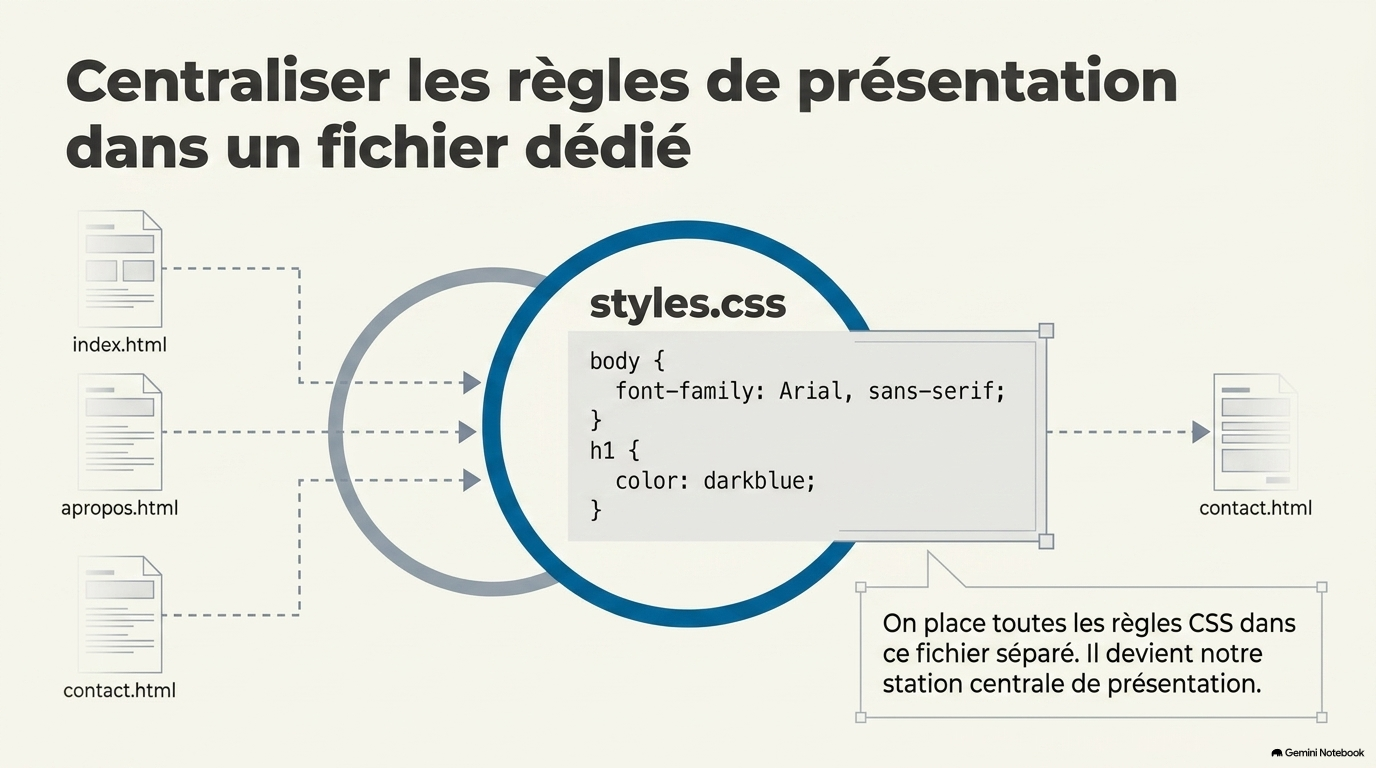 Centraliser les règles de présentation
dans un fichier dédié
index.html
apropos.html
contact.html
styles.css
body {
  font-family: Arial, sans-serif;
}
h1 {
  color: darkblue;
}
contact.html
On place toutes les règles CSS dans
ce fichier séparé. Il devient notre
station centrale de présentation.
Gemini Notebook